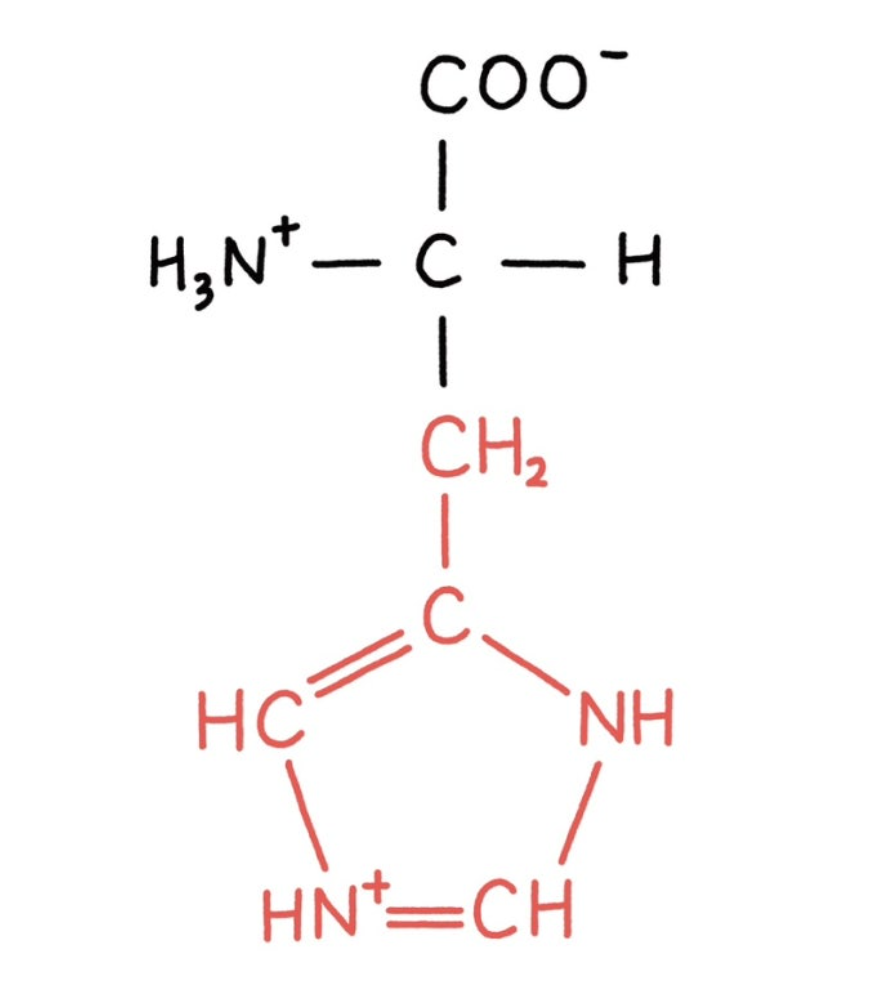 COO⁻
H₃N⁺ — C — H
CH₂
C
HC NH
HN⁺=CH